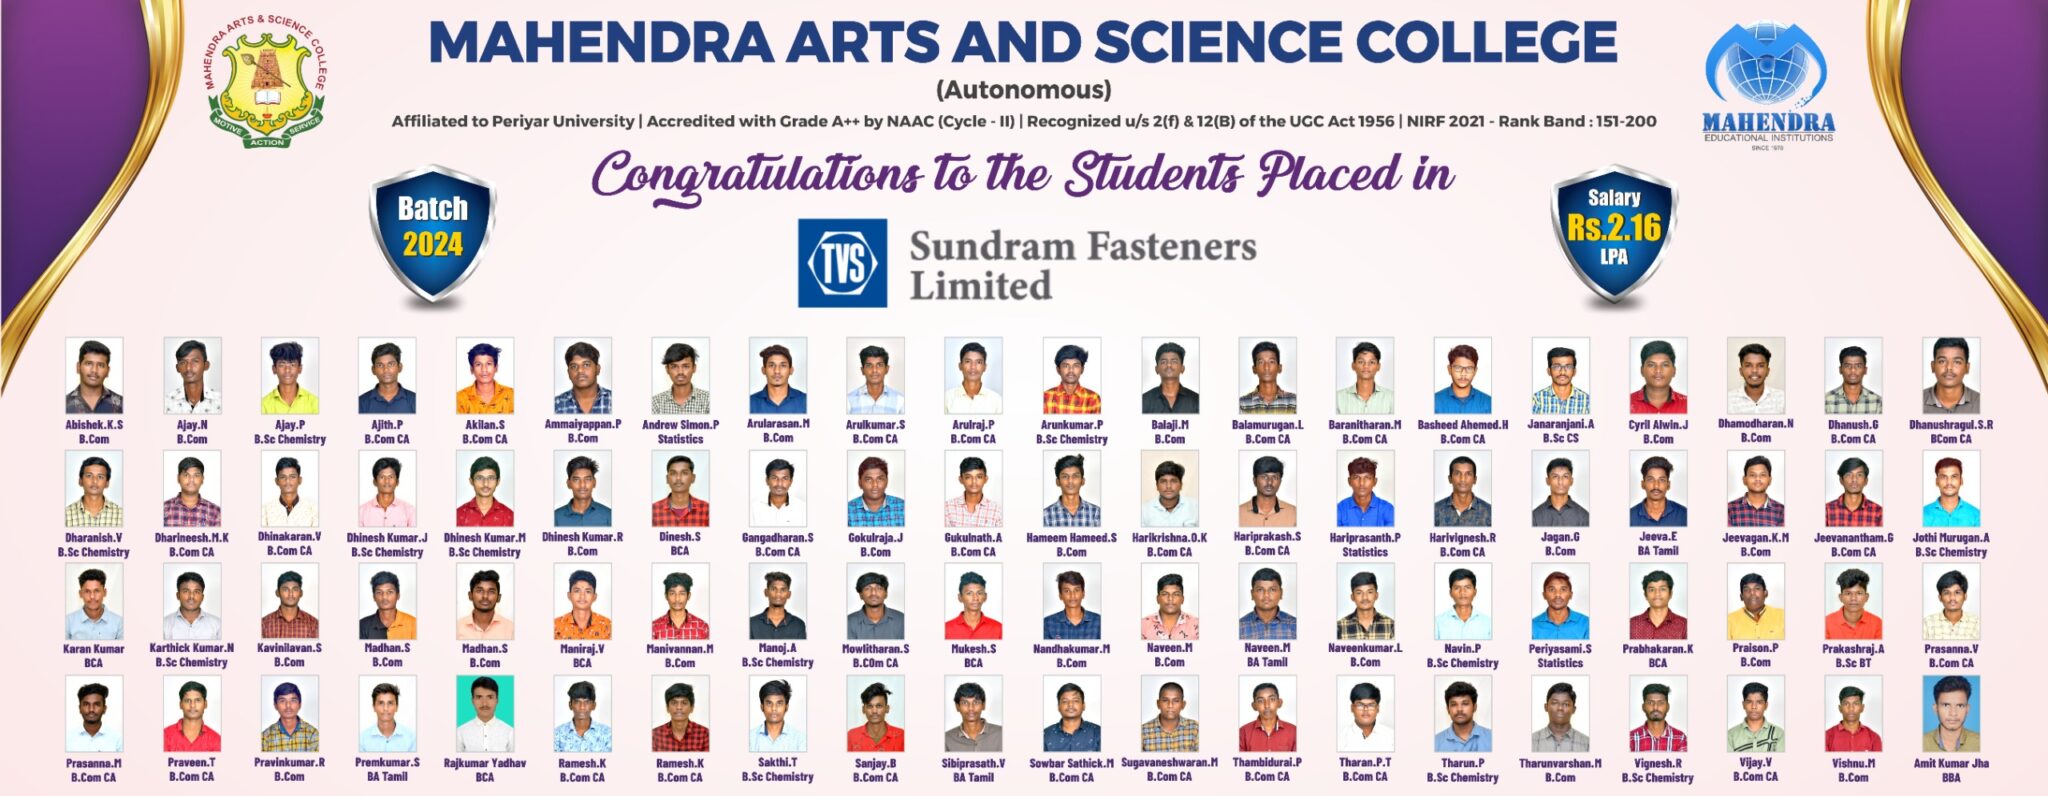 MAHENDRA ARTS & SCIENCE COLLEGE
MOTIVE ACTION SERVICE
MAHENDRA ARTS AND SCIENCE COLLEGE
(Autonomous)
Affiliated to Periyar University | Accredited with Grade A++ by NAAC (Cycle - II) | Recognized u/s 2(f) & 12(B) of the UGC Act 1956 | NIRF 2021 - Rank Band : 151-200
MAHENDRA
EDUCATIONAL INSTITUTIONS
SINCE 1978
Congratulations to the Students Placed in
Batch
2024
TVS
Sundram Fasteners
Limited
Salary
Rs.2.16
LPA
Abishek.K.S Ajay.N Ajay.P Ajith.P Akilan.S Ammaiyappan.P Andrew Simon.P Arularasan.M Arulkumar.S Arulraj.P Arunkumar.P Balaji.M Balamurugan.L Baranitharan.M Basheed Ahemed.H Janaranjani.A Cyril Alwin.J Dhamodharan.N Dhanush.G Dhanushragul.S.R
B.Com B.Com B.Sc Chemistry B.Com CA B.Com CA B.Com Statistics B.Com B.Com CA B.Com CA B.Sc Chemistry B.Com B.Com CA B.Com CA B.Com CA B.Sc CS B.Com B.Com B.Com CA BCom CA
Dharanish.V Dharineesh.M.K Dhinakaran.V Dhinesh Kumar.J Dhinesh Kumar.M Dhinesh Kumar.R Dinesh.S Gangadharan.S Gokulraja.J Gukulnath.A Hameem Hameed.S Harikrishna.O.K Hariprakash.S Hariprasanth.P Harivignesh.R Jagan.G Jeeva.E Jeevagan.K.M Jeevanantham.G Jothi Murugan.A
B.Sc Chemistry B.Com CA B.Com CA B.Sc Chemistry B.Sc Chemistry B.Com BCA B.Com CA B.Com B.Com CA B.Com B.Com CA B.Com CA Statistics B.Com CA B.Com BA Tamil B.Com B.Com CA B.Sc Chemistry
Karan Kumar Karthick Kumar.N Kavinilavan.S Madhan.S Madhan.S Maniraj.V Manivannan.M Manoj.A Mowlitharan.S Mukesh.S Nandhakumar.M Naveen.M Naveen.M Naveenkumar.L Navin.P Periyasami.S Prabhakaran.K Praison.P Prakashraj.A Prasanna.V
BCA B.Sc Chemistry B.Com B.Com B.Com BCA B.Com B.Sc Chemistry B.C0m CA BCA B.Com B.Com BA Tamil B.Com B.Sc Chemistry Statistics BCA B.Com B.Sc BT B.Com CA
Prasanna.M Praveen.T Pravinkumar.R Premkumar.S Rajkumar Yadhav Ramesh.K Ramesh.K Sakthi.T Sanjay.B Sibiprasath.V Sowbar Sathick.M Sugavaneshwaran.M Thambidurai.P Tharan.P.T Tharun.P Tharunvarshan.M Vignesh.R Vijay.V Vishnu.M Amit Kumar Jha
B.Com CA B.Com CA B.Com BA Tamil BCA B.Com CA B.Com CA B.Sc Chemistry B.Com CA BA Tamil B.Com CA B.Com CA B.Com CA B.Com CA B.Sc Chemistry B.Com B.Sc Chemistry B.Com CA B.Com BBA